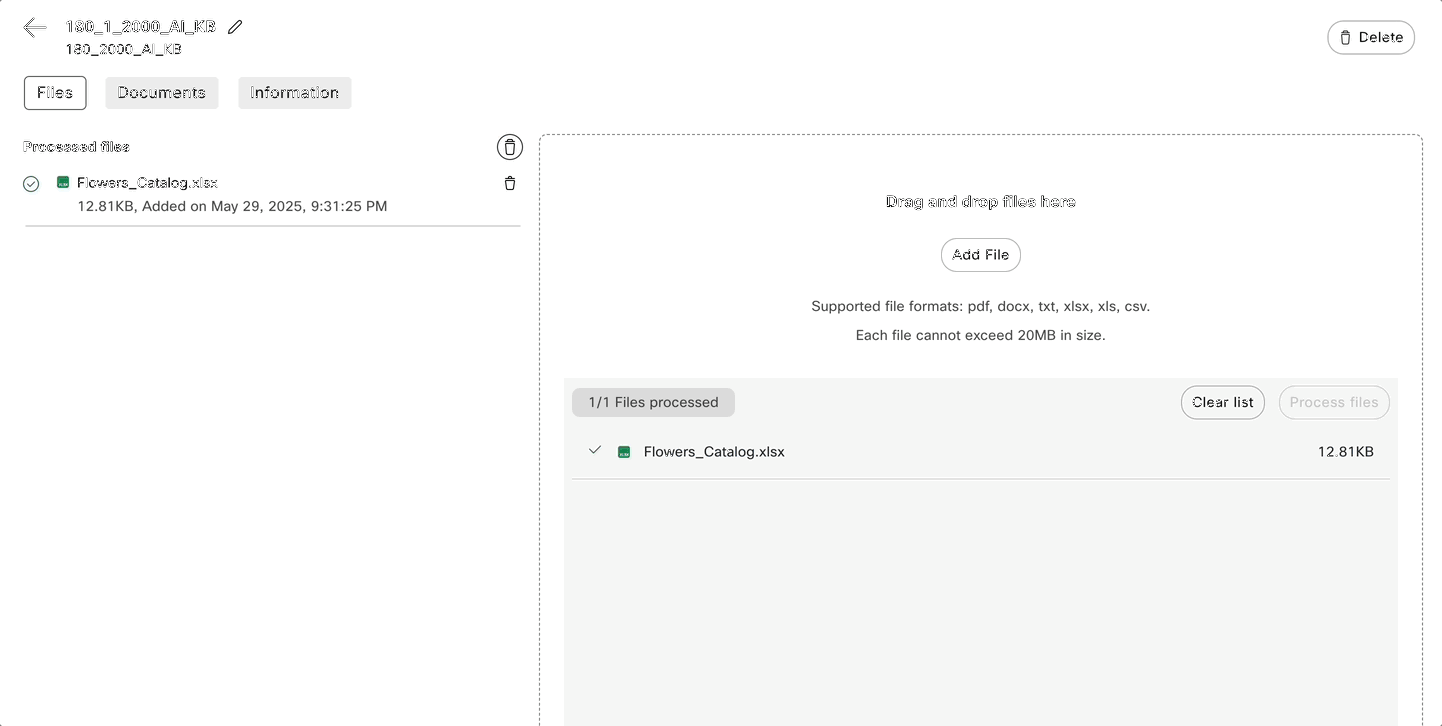 180_1_2000_AI_KB
180_2000_AI_KB
Delete
Files
Documents
Information
Processed files
Flowers_Catalog.xlsx
12.81KB, Added on May 29, 2025, 9:31:25 PM
Drag and drop files here
Add File
Supported file formats: pdf, docx, txt, xlsx, xls, csv.
Each file cannot exceed 20MB in size.
1/1 Files processed
Clear list
Process files
Flowers_Catalog.xlsx
12.81KB